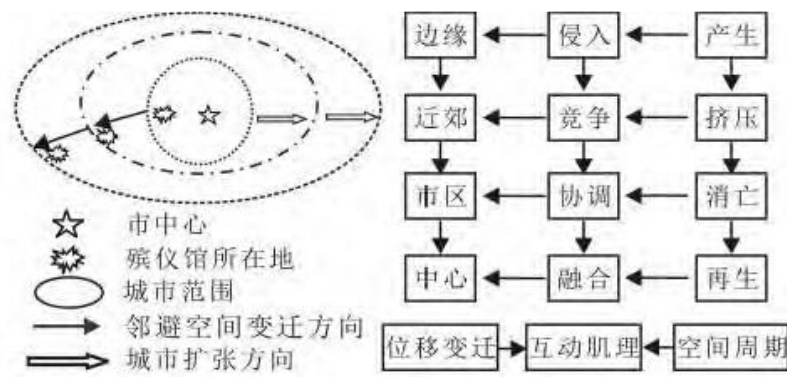 边缘 侵入 产生
近郊 竞争 挤压
市区 协调 消亡
中心 融合 再生
位移变迁 互动肌理 空间周期
市中心
殡仪馆所在地
城市范围
邻避空间变迁方向
城市扩张方向